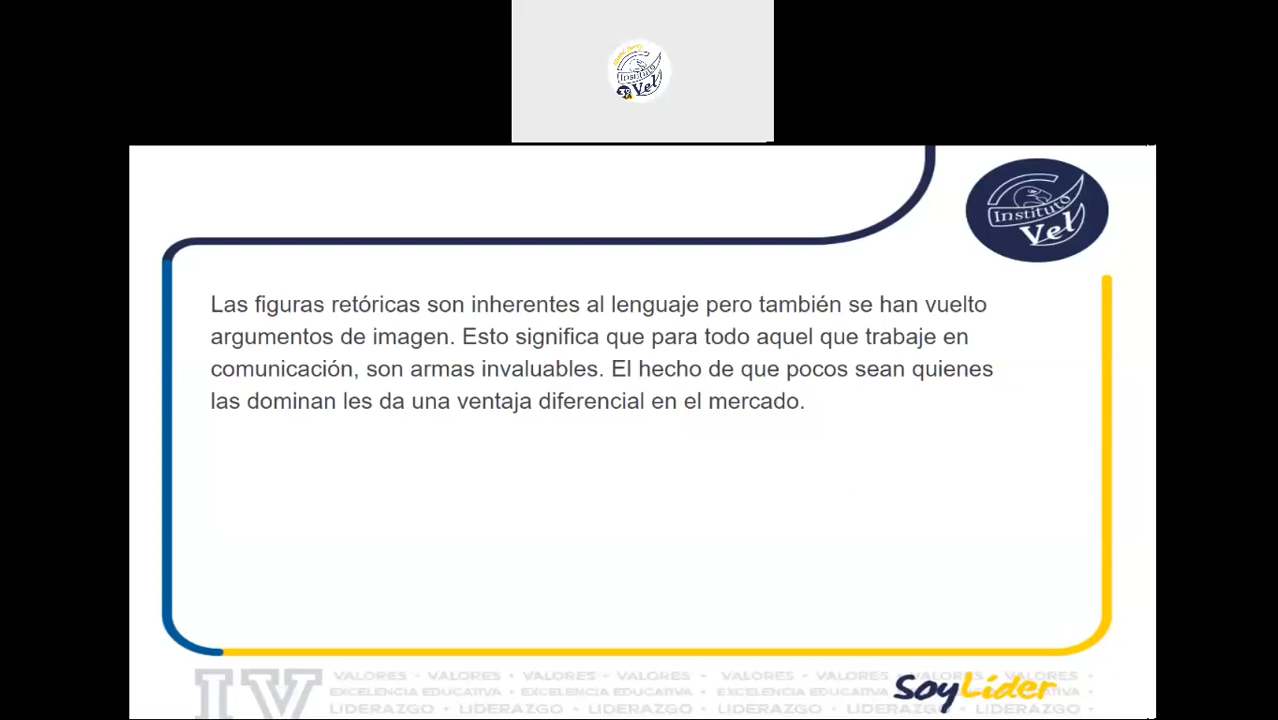 Instituto
Vel
Instituto
Vel
Las figuras retóricas son inherentes al lenguaje pero también se han vuelto
argumentos de imagen. Esto significa que para todo aquel que trabaje en
comunicación, son armas invaluables. El hecho de que pocos sean quienes
las dominan les da una ventaja diferencial en el mercado.
IV
VALORES • VALORES • VALORES • VALORES • VALORES • VALORES
EXCELENCIA EDUCATIVA • EXCELENCIA EDUCATIVA • EXCELENCIA EDUCATIVA •
LIDERAZGO • LIDERAZGO • LIDERAZGO • LIDERAZGO • LIDERAZGO • LIDERAZGO •
SoyLíder